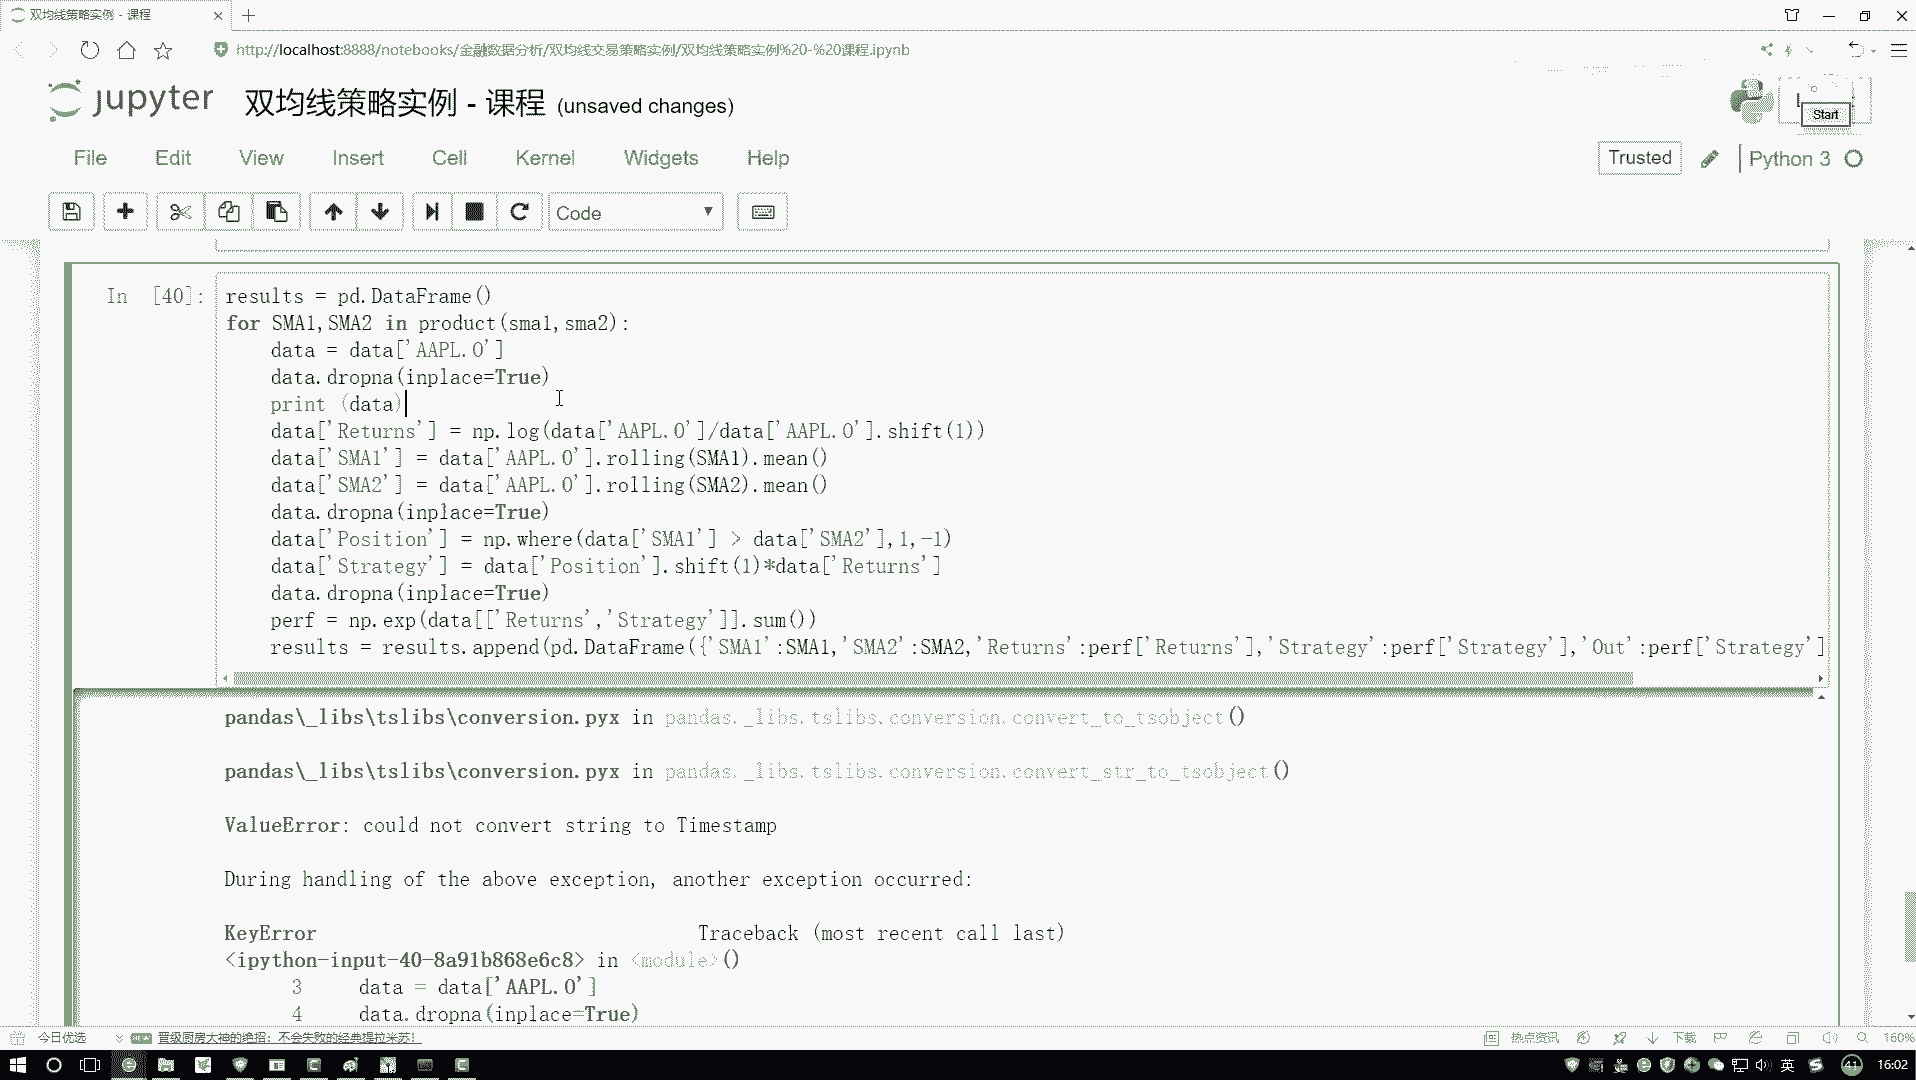 双均线策略实例 - 课程
http://localhost:8888/notebooks/金融数据分析/双均线交易策略实例/双均线策略实例%20-%20课程.ipynb
jupyter 双均线策略实例 - 课程 (unsaved changes)
Start
File Edit View Insert Cell Kernel Widgets Help
Trusted Python 3
Code
In [40]:
results = pd.DataFrame()
for SMA1,SMA2 in product(sma1,sma2):
    data = data['AAPL.O']
    data.dropna(inplace=True)
    print (data)
    data['Returns'] = np.log(data['AAPL.O']/data['AAPL.O'].shift(1))
    data['SMA1'] = data['AAPL.O'].rolling(SMA1).mean()
    data['SMA2'] = data['AAPL.O'].rolling(SMA2).mean()
    data.dropna(inplace=True)
    data['Position'] = np.where(data['SMA1'] > data['SMA2'],1,-1)
    data['Strategy'] = data['Position'].shift(1)*data['Returns']
    data.dropna(inplace=True)
    perf = np.exp(data[['Returns','Strategy']].sum())
    results = results.append(pd.DataFrame({'SMA1':SMA1,'SMA2':SMA2,'Returns':perf['Returns'],'Strategy':perf['Strategy'],'Out':perf['Strategy']
pandas\_libs\tslibs\conversion.pyx in pandas._libs.tslibs.conversion.convert_to_tsobject()
pandas\_libs\tslibs\conversion.pyx in pandas._libs.tslibs.conversion.convert_str_to_tsobject()
ValueError: could not convert string to Timestamp
During handling of the above exception, another exception occurred:
KeyError Traceback (most recent call last)
<ipython-input-40-8a91b868e6c8> in <module>()
3 data = data['AAPL.O']
4 data.dropna(inplace=True)
今日优选 NEW 晋级厨房大神的绝招：不会失败的经典提拉米苏！ 热点资讯 下载 160%
英 41 16:02